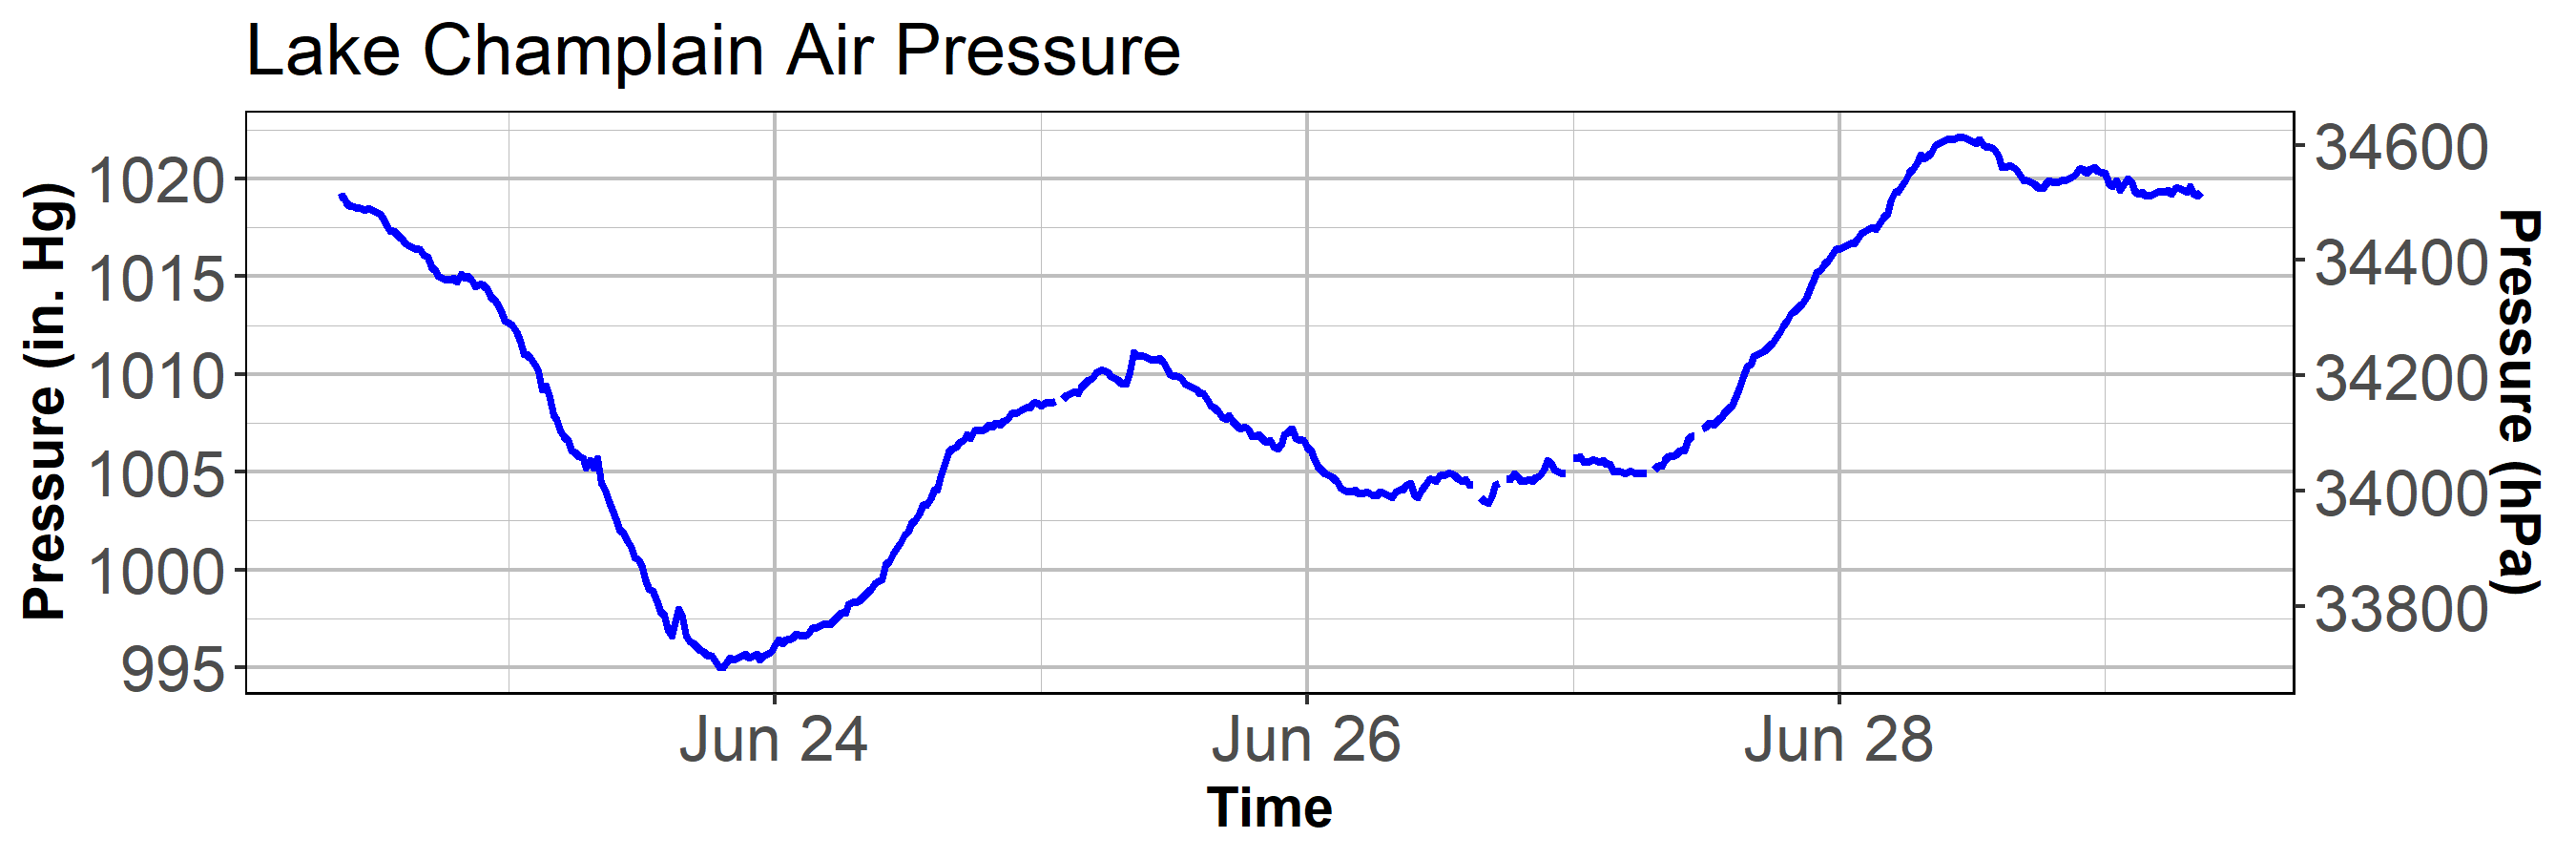 Lake Champlain Air Pressure
Pressure (in. Hg)
1020
1015
1010
1005
1000
995
34600
34400
34200
34000
33800
Pressure (hPa)
Jun 24
Jun 26
Jun 28
Time